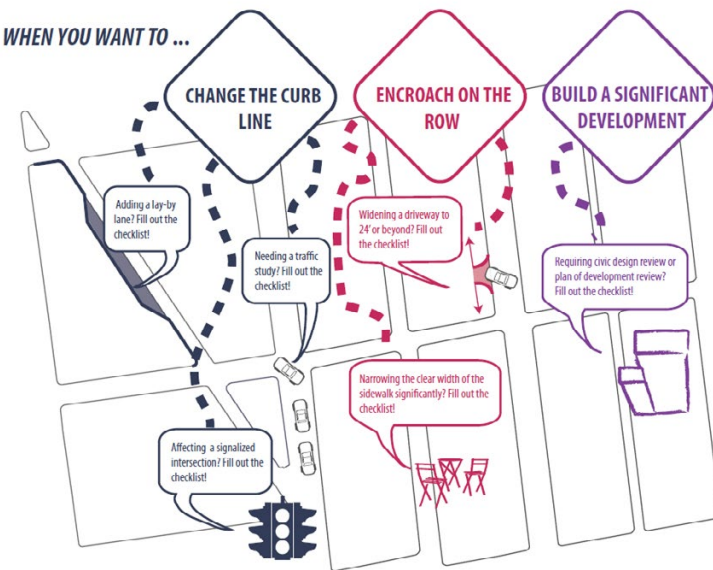 WHEN YOU WANT TO ...
CHANGE THE CURB
LINE
ENCROACH ON THE
ROW
BUILD A SIGNIFICANT
DEVELOPMENT
Adding a lay-by
lane? Fill out the
checklist!
Needing a traffic
study? Fill out the
checklist!
Affecting a signalized
intersection? Fill out the
checklist!
Widening a driveway to
24' or beyond? Fill out
the checklist!
Narrowing the clear width of the
sidewalk significantly? Fill out the
checklist!
Requiring civic design review or
plan of development review?
Fill out the checklist!